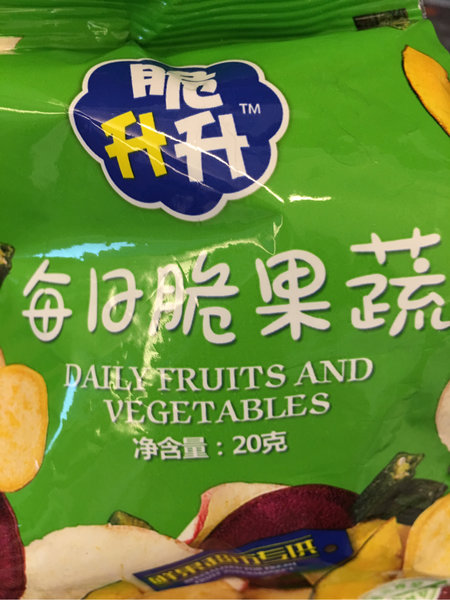 脆
升升™
每日脆果蔬
DAILY FRUITS AND
VEGETABLES
净含量：20克